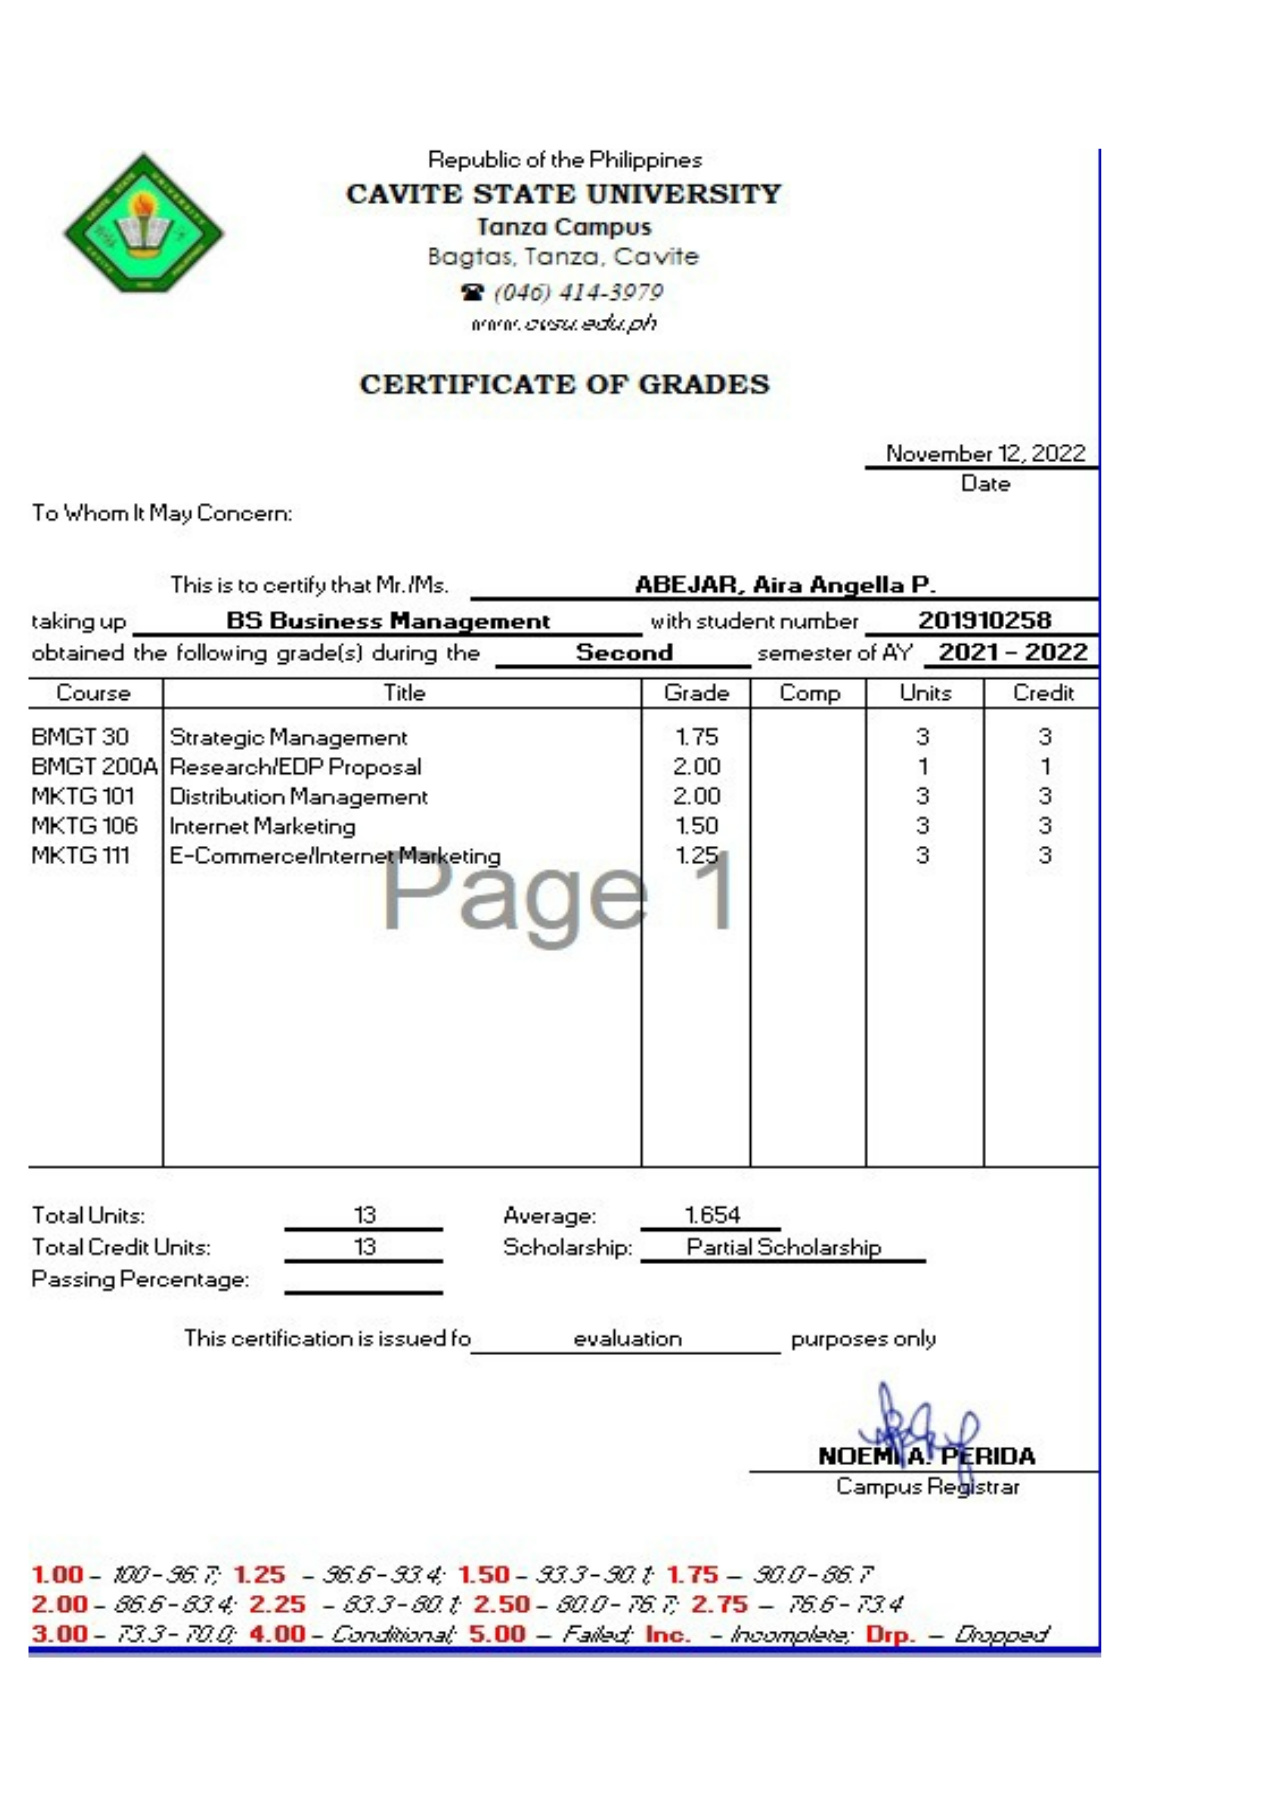 Republic of the Philippines
CAVITE STATE UNIVERSITY
Tanza Campus
Bagtas, Tanza, Cavite
☎ (046) 414-3979
www.cvsu.edu.ph
CERTIFICATE OF GRADES
November 12, 2022
Date
To Whom It May Concern:
This is to certify that Mr./Ms. ABEJAR, Aira Angella P.
taking up BS Business Management with student number 201910258
obtained the following grade(s) during the Second semester of AY 2021 - 2022
Course Title Grade Comp Units Credit
BMGT 30 Strategic Management 1.75 3 3
BMGT 200A Research/EDP Proposal 2.00 1 1
MKTG 101 Distribution Management 2.00 3 3
MKTG 106 Internet Marketing 1.50 3 3
MKTG 111 E-Commerce/Internet Marketing 1.25 3 3
Page 1
Total Units: 13 Average: 1.654
Total Credit Units: 13 Scholarship: Partial Scholarship
Passing Percentage:
This certification is issued fo evaluation purposes only
NOEMI A. PERIDA
Campus Registrar
1.00 – 100-96.7; 1.25 – 96.6-93.4; 1.50 – 93.3-90.1; 1.75 – 90.0-86.7
2.00 – 86.6-83.4; 2.25 – 83.3-80.1; 2.50 – 80.0-76.7; 2.75 – 76.6-73.4
3.00 – 73.3-70.0; 4.00 – Conditional; 5.00 – Failed; Inc. – Incomplete; Drp. – Dropped